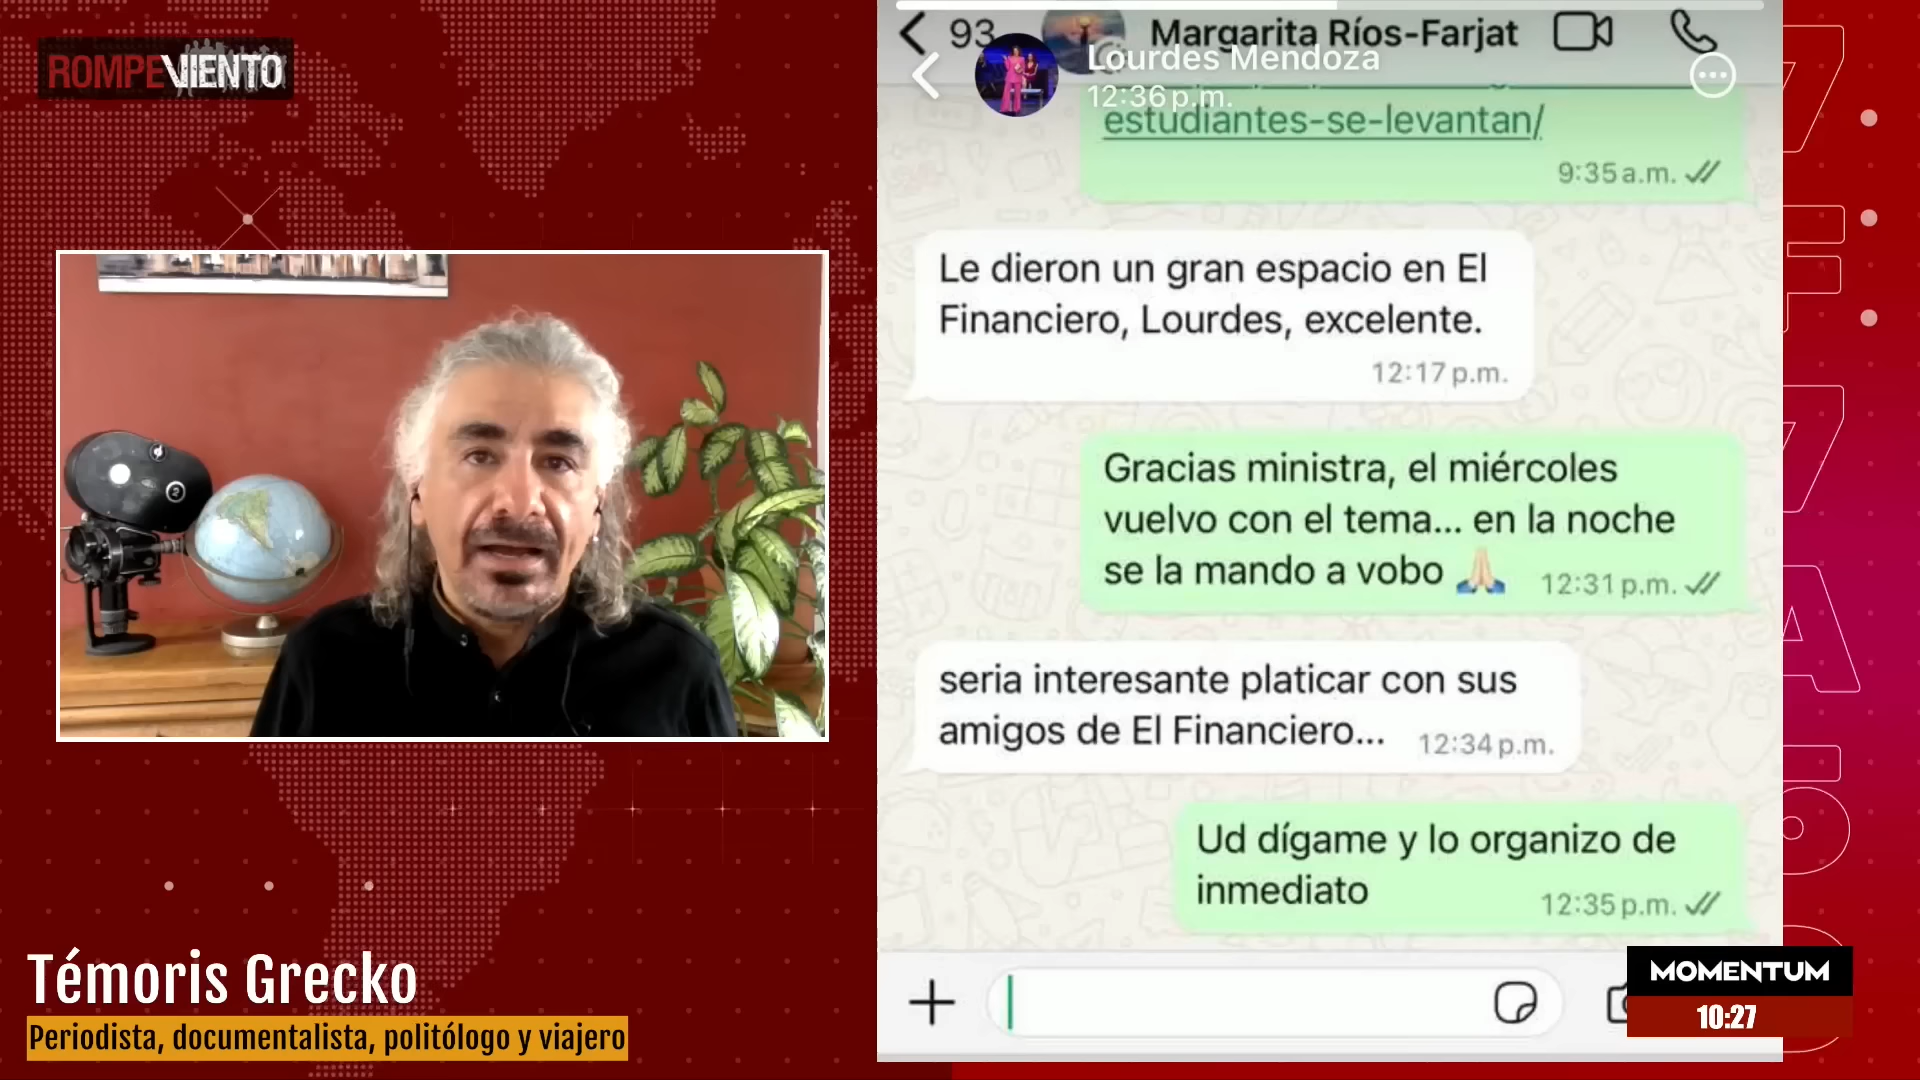 ROMPEVIENTO
Témoris Grecko
Periodista, documentalista, politólogo y viajero
93
Margarita Ríos-Farjat
Lourdes Mendoza
12:36 p.m.
estudiantes-se-levantan/
9:35 a.m.
Le dieron un gran espacio en El
Financiero, Lourdes, excelente.
12:17 p.m.
Gracias ministra, el miércoles
vuelvo con el tema... en la noche
se la mando a vobo 🙏🏻 12:31 p.m.
seria interesante platicar con sus
amigos de El Financiero... 12:34 p.m.
Ud dígame y lo organizo de
inmediato 12:35 p.m.
MOMENTUM
10:27